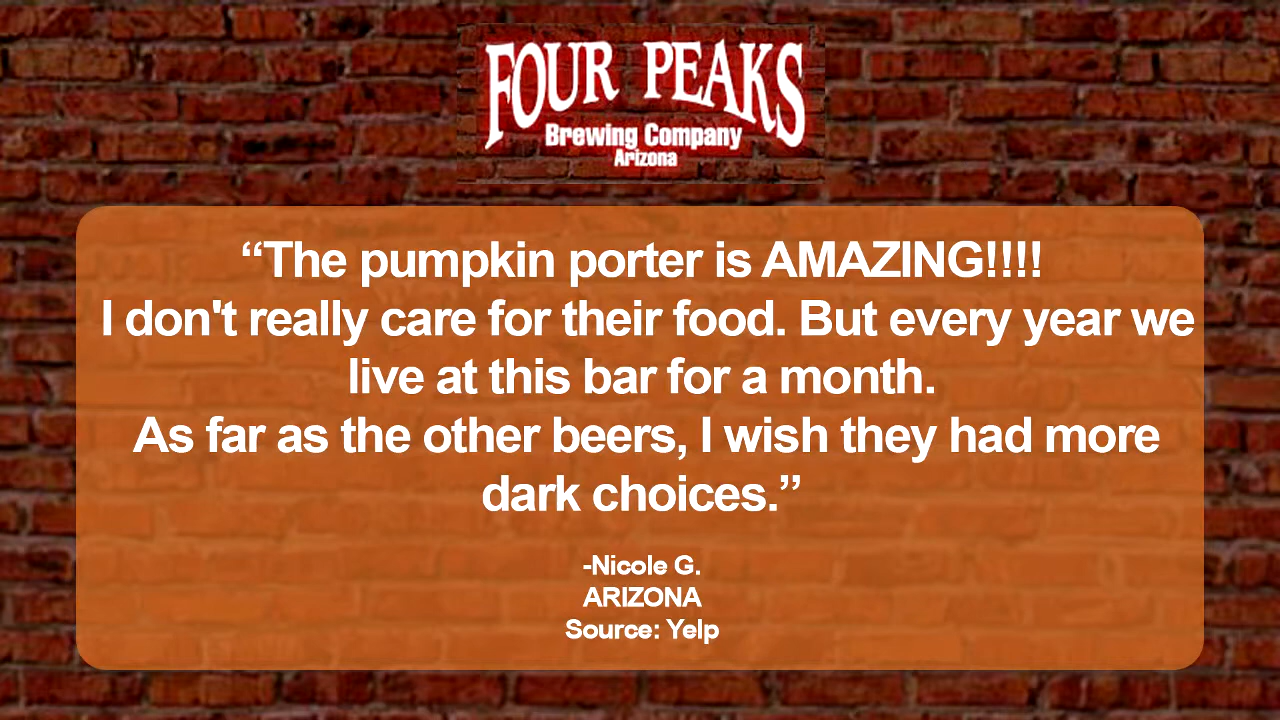 FOUR PEAKS
Brewing Company
Arizona
“The pumpkin porter is AMAZING!!!!
I don't really care for their food. But every year we
live at this bar for a month.
As far as the other beers, I wish they had more
dark choices.”
-Nicole G.
ARIZONA
Source: Yelp